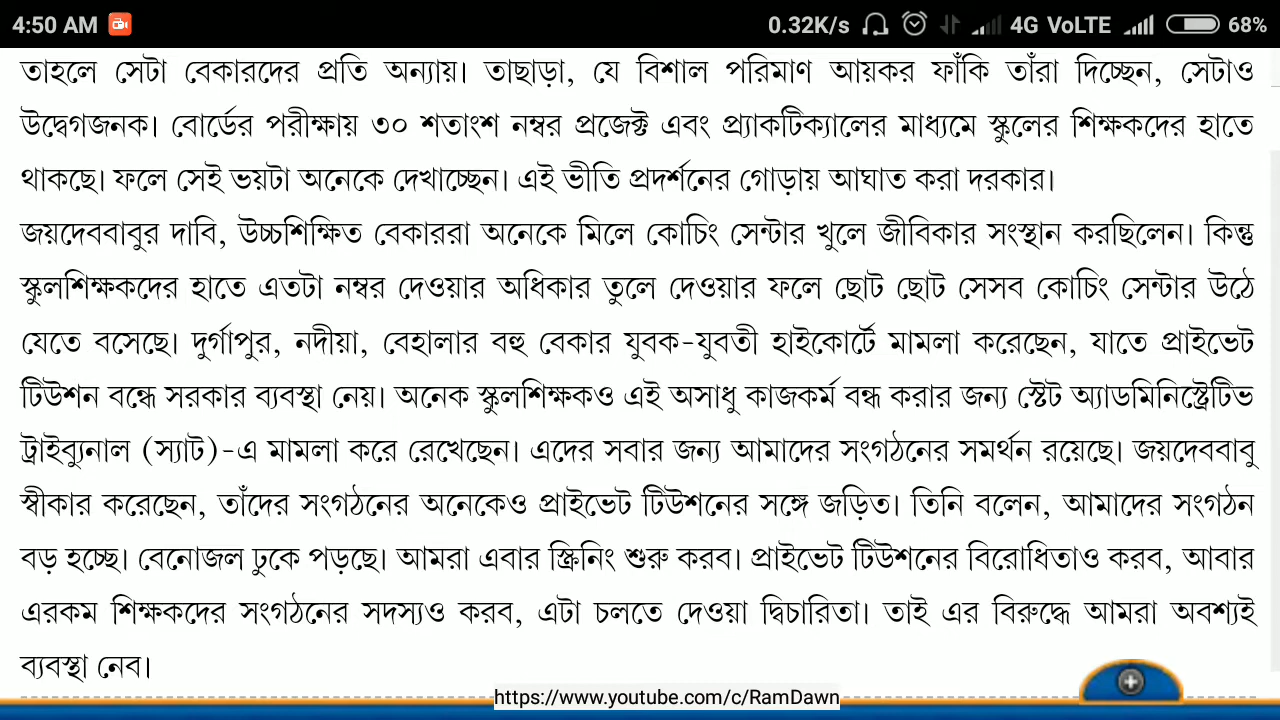 4:50 AM 0.32K/s 4G VoLTE 68%
তাহলে সেটা বেকারদের প্রতি অন্যায়। তাছাড়া, যে বিশাল পরিমাণ আয়কর ফাঁকি তাঁরা দিচ্ছেন, সেটাও
উদ্বেগজনক। বোর্ডের পরীক্ষায় ৩০ শতাংশ নম্বর প্রজেক্ট এবং প্র্যাকটিক্যালের মাধ্যমে স্কুলের শিক্ষকদের হাতে
থাকছে। ফলে সেই ভয়টা অনেকে দেখাচ্ছেন। এই ভীতি প্রদর্শনের গোড়ায় আঘাত করা দরকার।
জয়দেববাবুর দাবি, উচ্চশিক্ষিত বেকাররা অনেকে মিলে কোচিং সেন্টার খুলে জীবিকার সংস্থান করছিলেন। কিন্তু
স্কুলশিক্ষকদের হাতে এতটা নম্বর দেওয়ার অধিকার তুলে দেওয়ার ফলে ছোট ছোট সেসব কোচিং সেন্টার উঠে
যেতে বসেছে। দুর্গাপুর, নদীয়া, বেহালার বহু বেকার যুবক-যুবতী হাইকোর্টে মামলা করেছেন, যাতে প্রাইভেট
টিউশন বন্ধে সরকার ব্যবস্থা নেয়। অনেক স্কুলশিক্ষকও এই অসাধু কাজকর্ম বন্ধ করার জন্য স্টেট অ্যাডমিনিস্ট্রেটিভ
ট্রাইব্যুনাল (স্যাট)-এ মামলা করে রেখেছেন। এদের সবার জন্য আমাদের সংগঠনের সমর্থন রয়েছে। জয়দেববাবু
স্বীকার করেছেন, তাঁদের সংগঠনের অনেকেও প্রাইভেট টিউশনের সঙ্গে জড়িত। তিনি বলেন, আমাদের সংগঠন
বড় হচ্ছে। বেনোজল ঢুকে পড়ছে। আমরা এবার স্ক্রিনিং শুরু করব। প্রাইভেট টিউশনের বিরোধিতাও করব, আবার
এরকম শিক্ষকদের সংগঠনের সদস্যও করব, এটা চলতে দেওয়া দ্বিচারিতা। তাই এর বিরুদ্ধে আমরা অবশ্যই
ব্যবস্থা নেব।
https://www.youtube.com/c/RamDawn